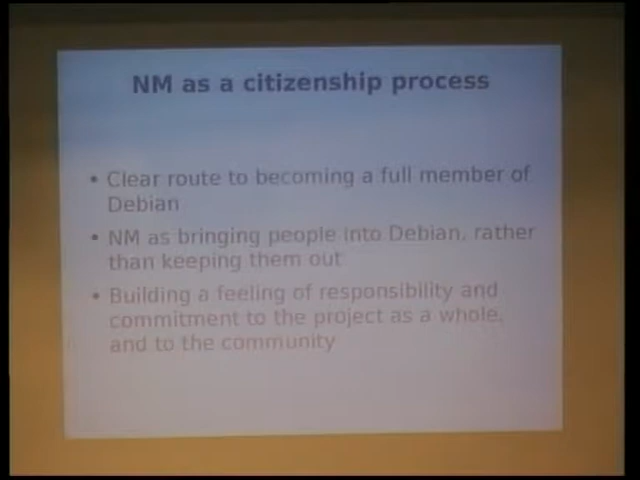 NM as a citizenship process
• Clear route to becoming a full member of
Debian
• NM as bringing people into Debian, rather
than keeping them out
• Building a feeling of responsibility and
commitment to the project as a whole,
and to the community